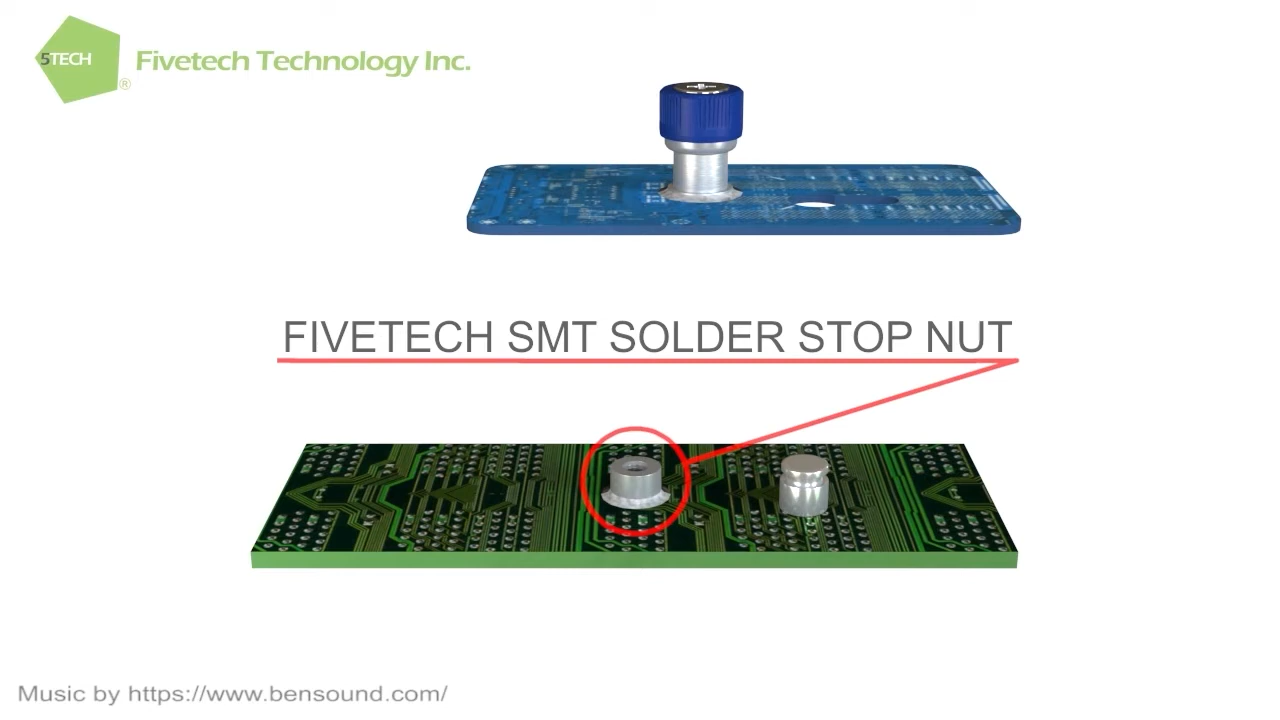 5TECH
®
Fivetech Technology Inc.
FIVETECH SMT SOLDER STOP NUT
Music by https://www.bensound.com/